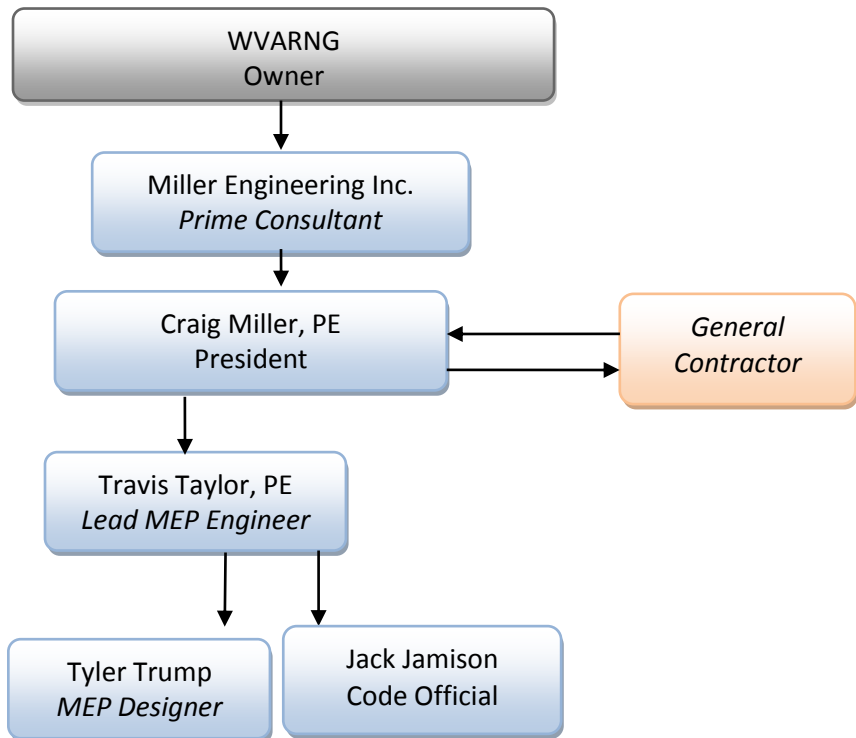 WVARNG
Owner
Miller Engineering Inc.
Prime Consultant
Craig Miller, PE
President
General
Contractor
Travis Taylor, PE
Lead MEP Engineer
Tyler Trump
MEP Designer
Jack Jamison
Code Official